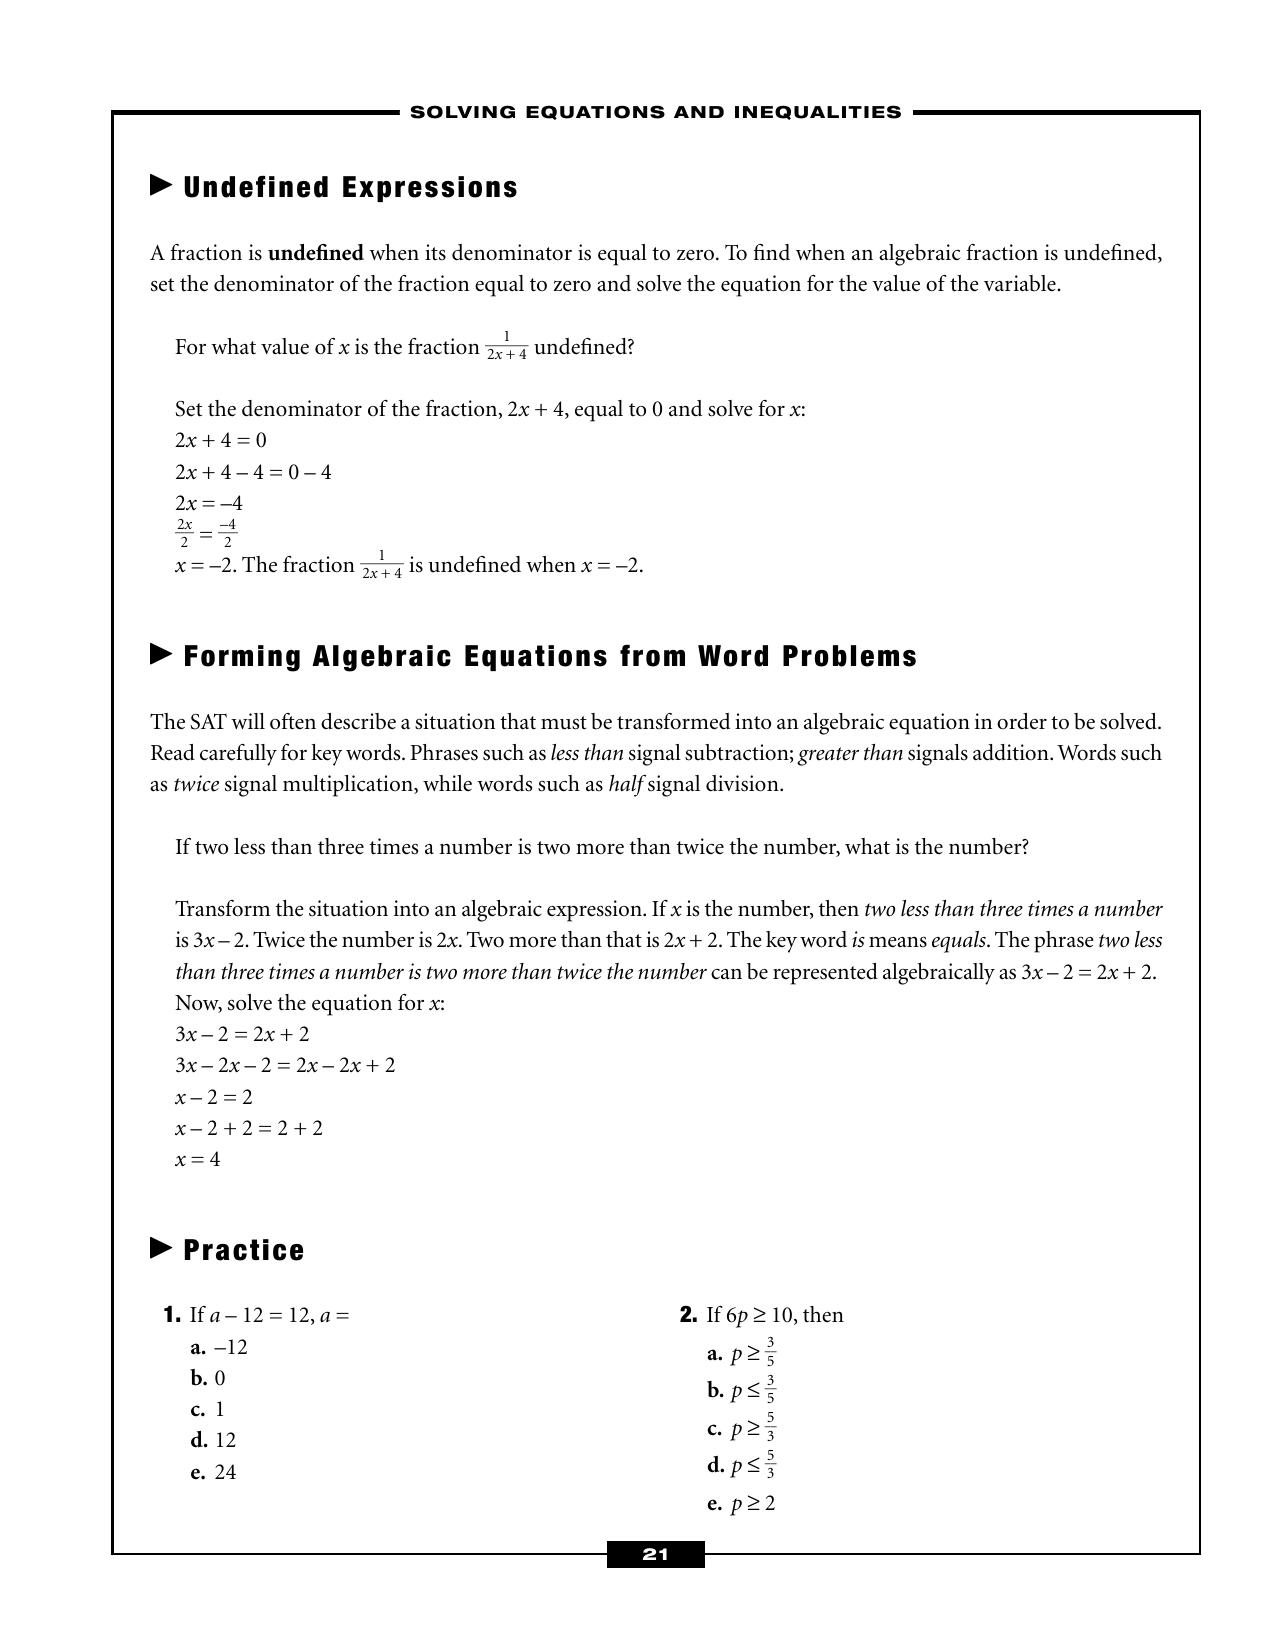 SOLVING EQUATIONS AND INEQUALITIES
Undefined Expressions
A fraction is undefined when its denominator is equal to zero. To find when an algebraic fraction is undefined,
set the denominator of the fraction equal to zero and solve the equation for the value of the variable.
For what value of x is the fraction 1/(2x + 4) undefined?
Set the denominator of the fraction, 2x + 4, equal to 0 and solve for x:
2x + 4 = 0
2x + 4 – 4 = 0 – 4
2x = –4
2x/2 = –4/2
x = –2. The fraction 1/(2x + 4) is undefined when x = –2.
Forming Algebraic Equations from Word Problems
The SAT will often describe a situation that must be transformed into an algebraic equation in order to be solved.
Read carefully for key words. Phrases such as less than signal subtraction; greater than signals addition. Words such
as twice signal multiplication, while words such as half signal division.
If two less than three times a number is two more than twice the number, what is the number?
Transform the situation into an algebraic expression. If x is the number, then two less than three times a number
is 3x – 2. Twice the number is 2x. Two more than that is 2x + 2. The key word is means equals. The phrase two less
than three times a number is two more than twice the number can be represented algebraically as 3x – 2 = 2x + 2.
Now, solve the equation for x:
3x – 2 = 2x + 2
3x – 2x – 2 = 2x – 2x + 2
x – 2 = 2
x – 2 + 2 = 2 + 2
x = 4
Practice
1. If a – 12 = 12, a =
a. –12
b. 0
c. 1
d. 12
e. 24
2. If 6p ≥ 10, then
a. p ≥ 3/5
b. p ≤ 3/5
c. p ≥ 5/3
d. p ≤ 5/3
e. p ≥ 2
21